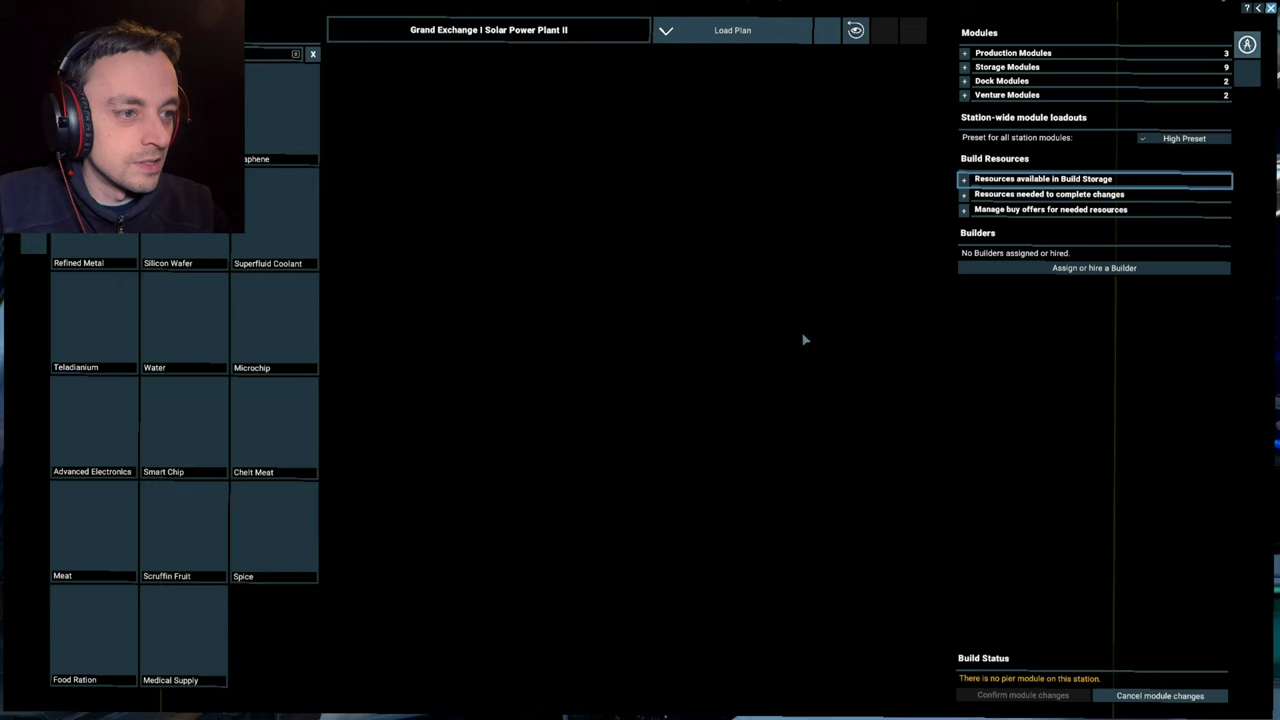 Grand Exchange I Solar Power Plant II
Load Plan
?
<
X
X
aphene
Refined Metal
Silicon Wafer
Superfluid Coolant
Teladianium
Water
Microchip
Advanced Electronics
Smart Chip
Chelt Meat
Meat
Scruffin Fruit
Spice
Food Ration
Medical Supply
Modules
+ Production Modules 3
+ Storage Modules 9
+ Dock Modules 2
+ Venture Modules 2
Station-wide module loadouts
Preset for all station modules: High Preset
Build Resources
+ Resources available in Build Storage
+ Resources needed to complete changes
+ Manage buy offers for needed resources
Builders
No Builders assigned or hired.
Assign or hire a Builder
Build Status
There is no pier module on this station.
Confirm module changes Cancel module changes